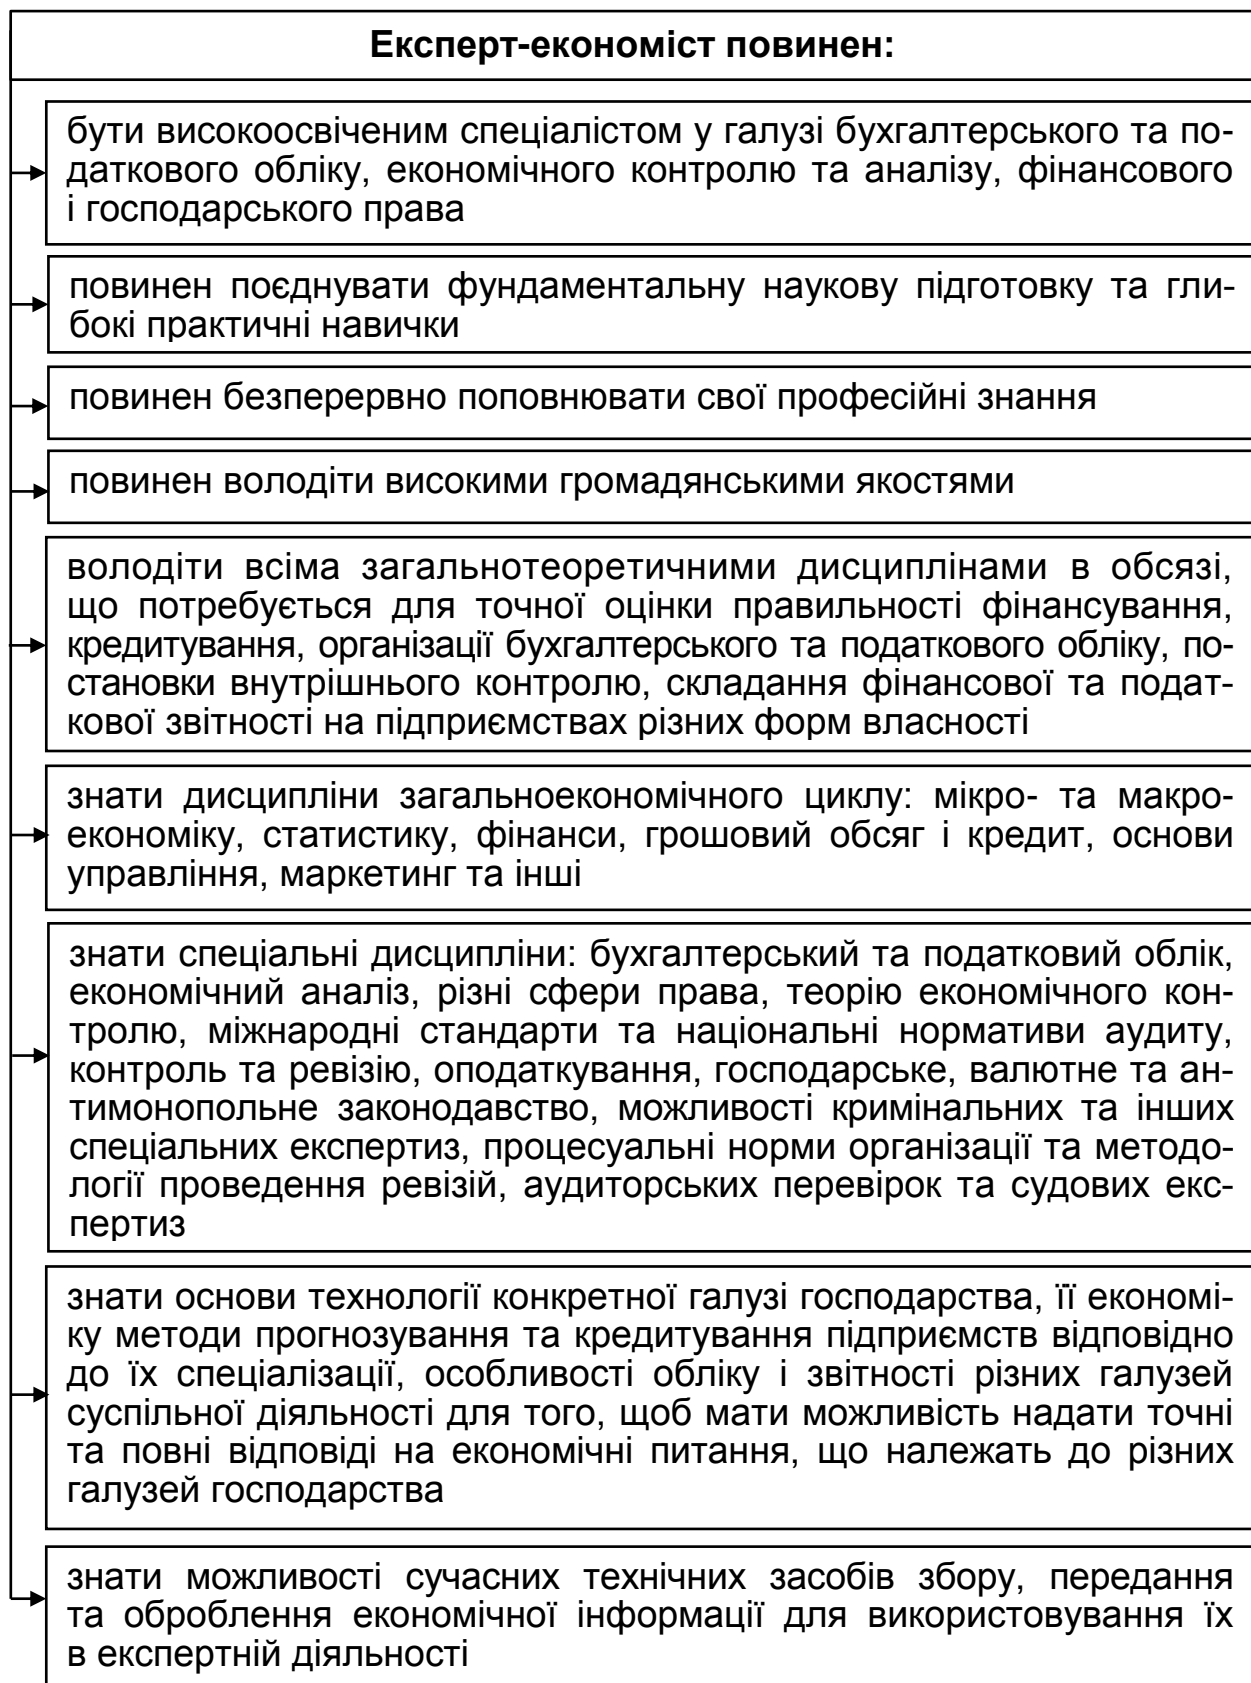 Експерт-економіст повинен:
бути високоосвіченим спеціалістом у галузі бухгалтерського та по-
даткового обліку, економічного контролю та аналізу, фінансового
і господарського права
повинен поєднувати фундаментальну наукову підготовку та гли-
бокі практичні навички
повинен безперервно поповнювати свої професійні знання
повинен володіти високими громадянськими якостями
володіти всіма загальнотеоретичними дисциплінами в обсязі,
що потребується для точної оцінки правильності фінансування,
кредитування, організації бухгалтерського та податкового обліку, по-
становки внутрішнього контролю, складання фінансової та подат-
кової звітності на підприємствах різних форм власності
знати дисципліни загальноекономічного циклу: мікро- та макро-
економіку, статистику, фінанси, грошовий обсяг і кредит, основи
управління, маркетинг та інші
знати спеціальні дисципліни: бухгалтерський та податковий облік,
економічний аналіз, різні сфери права, теорію економічного кон-
тролю, міжнародні стандарти та національні нормативи аудиту,
контроль та ревізію, оподаткування, господарське, валютне та ан-
тимонопольне законодавство, можливості кримінальних та інших
спеціальних експертиз, процесуальні норми організації та методо-
логії проведення ревізій, аудиторських перевірок та судових екс-
пертиз
знати основи технології конкретної галузі господарства, її економі-
ку методи прогнозування та кредитування підприємств відповідно
до їх спеціалізації, особливості обліку і звітності різних галузей
суспільної діяльності для того, щоб мати можливість надати точні
та повні відповіді на економічні питання, що належать до різних
галузей господарства
знати можливості сучасних технічних засобів збору, передання
та оброблення економічної інформації для використовування їх
в експертній діяльності